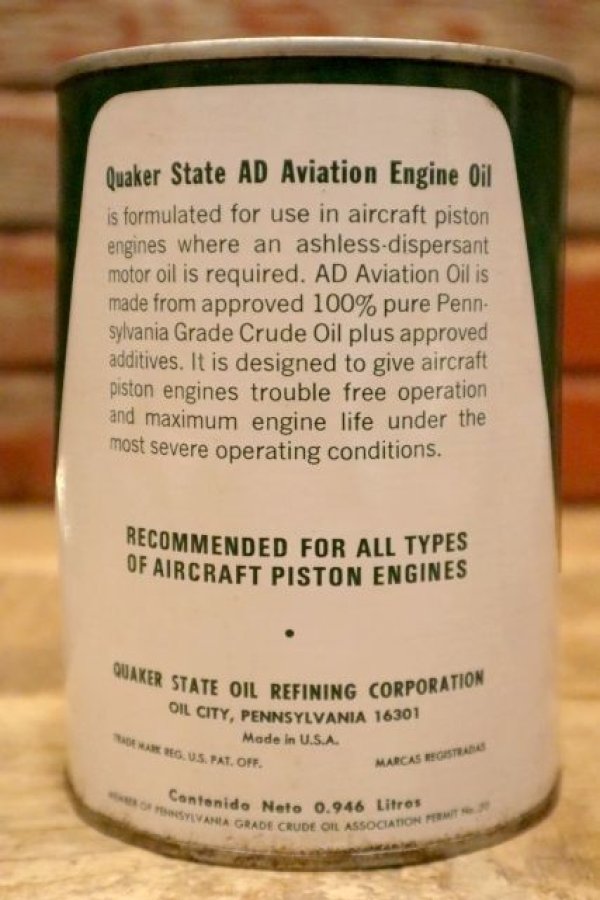 Quaker State AD Aviation Engine Oil
is formulated for use in aircraft piston
engines where an ashless-dispersant
motor oil is required. AD Aviation Oil is
made from approved 100% pure Penn-
sylvania Grade Crude Oil plus approved
additives. It is designed to give aircraft
piston engines trouble free operation
and maximum engine life under the
most severe operating conditions.
RECOMMENDED FOR ALL TYPES
OF AIRCRAFT PISTON ENGINES
•
QUAKER STATE OIL REFINING CORPORATION
OIL CITY, PENNSYLVANIA 16301
Made in U.S.A.
TRADE MARK REG. U.S. PAT. OFF. MARCAS REGISTRADAS
Contenido Neto 0.946 Litros
MEMBER OF PENNSYLVANIA GRADE CRUDE OIL ASSOCIATION PERMIT No.